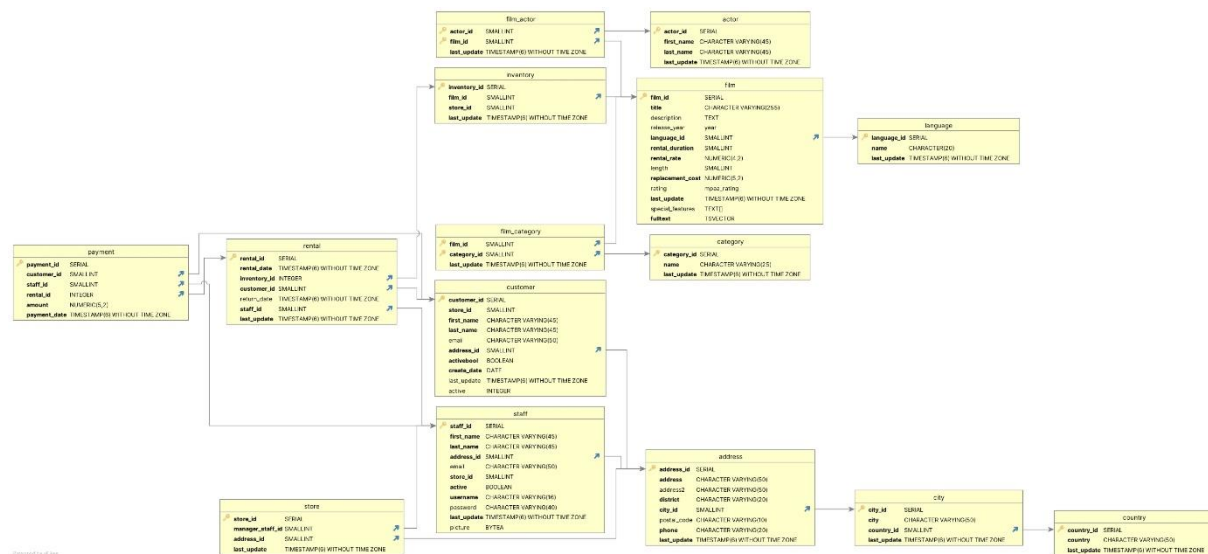 film_actor
actor_id SMALLINT
film_id SMALLINT
last_update TIMESTAMP(6) WITHOUT TIME ZONE
actor
actor_id SERIAL
first_name CHARACTER VARYING(45)
last_name CHARACTER VARYING(45)
last_update TIMESTAMP(6) WITHOUT TIME ZONE
inventory
inventory_id SERIAL
film_id SMALLINT
store_id SMALLINT
last_update TIMESTAMP(6) WITHOUT TIME ZONE
film
film_id SERIAL
title CHARACTER VARYING(255)
description TEXT
release_year year
language_id SMALLINT
rental_duration SMALLINT
rental_rate NUMERIC(4,2)
length SMALLINT
replacement_cost NUMERIC(5,2)
rating mpaa_rating
last_update TIMESTAMP(6) WITHOUT TIME ZONE
special_features TEXT[]
fulltext TSVECTOR
language
language_id SERIAL
name CHARACTER(20)
last_update TIMESTAMP(6) WITHOUT TIME ZONE
film_category
film_id SMALLINT
category_id SMALLINT
last_update TIMESTAMP(6) WITHOUT TIME ZONE
category
category_id SERIAL
name CHARACTER VARYING(25)
last_update TIMESTAMP(6) WITHOUT TIME ZONE
payment
payment_id SERIAL
customer_id SMALLINT
staff_id SMALLINT
rental_id INTEGER
amount NUMERIC(5,2)
payment_date TIMESTAMP(6) WITHOUT TIME ZONE
rental
rental_id SERIAL
rental_date TIMESTAMP(6) WITHOUT TIME ZONE
inventory_id INTEGER
customer_id SMALLINT
return_date TIMESTAMP(6) WITHOUT TIME ZONE
staff_id SMALLINT
last_update TIMESTAMP(6) WITHOUT TIME ZONE
customer
customer_id SERIAL
store_id SMALLINT
first_name CHARACTER VARYING(45)
last_name CHARACTER VARYING(45)
email CHARACTER VARYING(50)
address_id SMALLINT
activebool BOOLEAN
create_date DATE
last_update TIMESTAMP(6) WITHOUT TIME ZONE
active INTEGER
staff
staff_id SERIAL
first_name CHARACTER VARYING(45)
last_name CHARACTER VARYING(45)
address_id SMALLINT
email CHARACTER VARYING(50)
store_id SMALLINT
active BOOLEAN
username CHARACTER VARYING(16)
password CHARACTER VARYING(40)
last_update TIMESTAMP(6) WITHOUT TIME ZONE
picture BYTEA
store
store_id SERIAL
manager_staff_id SMALLINT
address_id SMALLINT
last_update TIMESTAMP(6) WITHOUT TIME ZONE
address
address_id SERIAL
address CHARACTER VARYING(50)
address2 CHARACTER VARYING(50)
district CHARACTER VARYING(20)
city_id SMALLINT
postal_code CHARACTER VARYING(10)
phone CHARACTER VARYING(20)
last_update TIMESTAMP(6) WITHOUT TIME ZONE
city
city_id SERIAL
city CHARACTER VARYING(50)
country_id SMALLINT
last_update TIMESTAMP(6) WITHOUT TIME ZONE
country
country_id SERIAL
country CHARACTER VARYING(50)
last_update TIMESTAMP(6) WITHOUT TIME ZONE